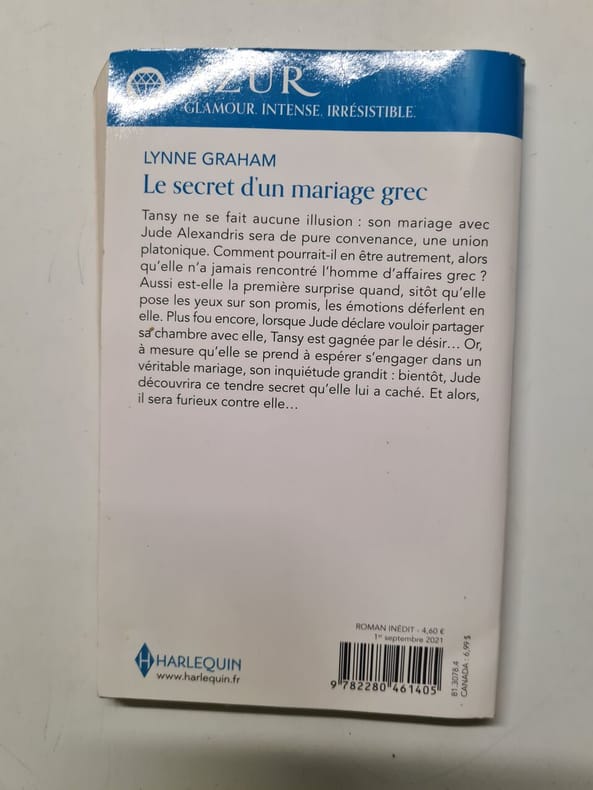 AZUR
GLAMOUR. INTENSE. IRRÉSISTIBLE.
LYNNE GRAHAM
Le secret d'un mariage grec
Tansy ne se fait aucune illusion : son mariage avec
Jude Alexandris sera de pure convenance, une union
platonique. Comment pourrait-il en être autrement, alors
qu'elle n'a jamais rencontré l'homme d'affaires grec ?
Aussi est-elle la première surprise quand, sitôt qu'elle
pose les yeux sur son promis, les émotions déferlent en
elle. Plus fou encore, lorsque Jude déclare vouloir partager
sa chambre avec elle, Tansy est gagnée par le désir… Or,
à mesure qu'elle se prend à espérer s'engager dans un
véritable mariage, son inquiétude grandit : bientôt, Jude
découvrira ce tendre secret qu'elle lui a caché. Et alors,
il sera furieux contre elle…
ROMAN INÉDIT - 4,60 €
1er septembre 2021
HARLEQUIN
www.harlequin.fr
9 782280 461405
81.3078.4
CANADA : 6,99 $